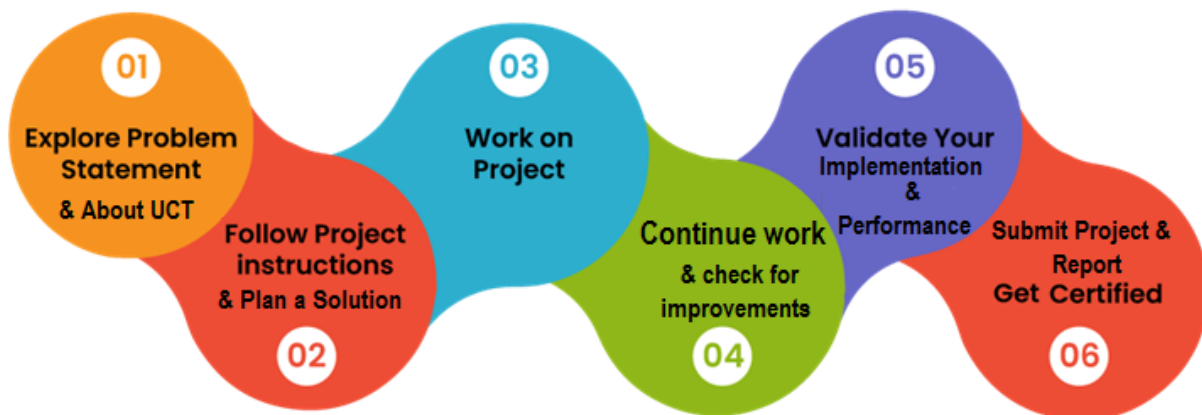 01
Explore Problem
Statement
& About UCT
Follow Project
instructions
& Plan a Solution
02
03
Work on
Project
Continue work
& check for
improvements
04
05
Validate Your
Implementation
&
Performance
Submit Project &
Report
Get Certified
06